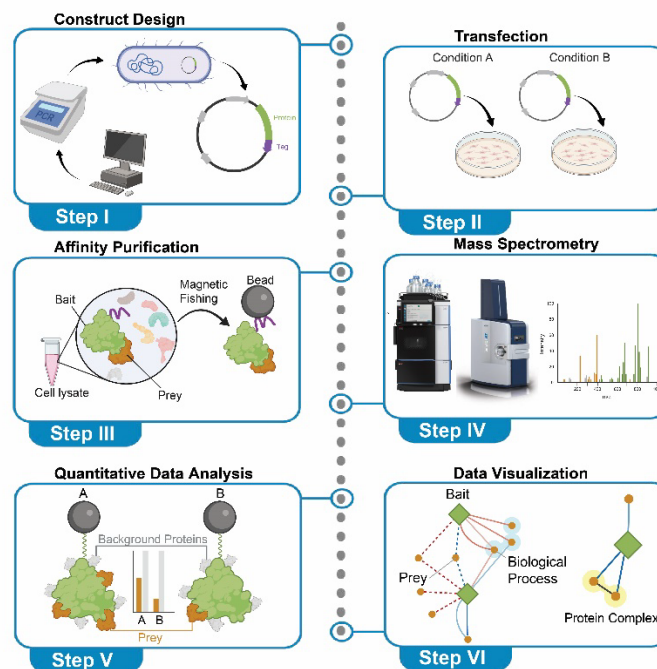 Construct Design
PCR
Protein
Tag
Step I
Transfection
Condition A
Condition B
Step II
Affinity Purification
Bait
Magnetic
Fishing
Bead
Cell lysate
Prey
Step III
Mass Spectrometry
Intensity
Step IV
Quantitative Data Analysis
A
B
Background Proteins
A B
Prey
Step V
Data Visualization
Bait
Prey
Biological
Process
Protein Complex
Step VI